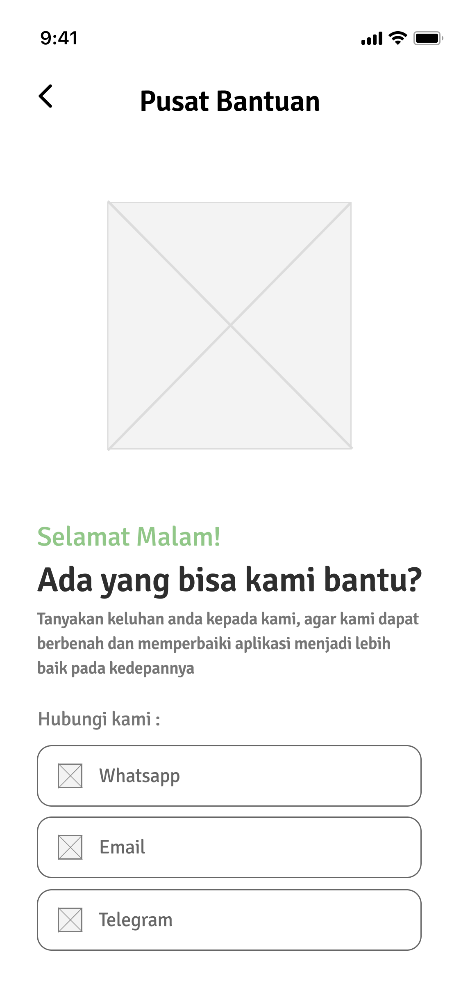 9:41
Pusat Bantuan
Selamat Malam!
Ada yang bisa kami bantu?
Tanyakan keluhan anda kepada kami, agar kami dapat
berbenah dan memperbaiki aplikasi menjadi lebih
baik pada kedepannya
Hubungi kami :
Whatsapp
Email
Telegram